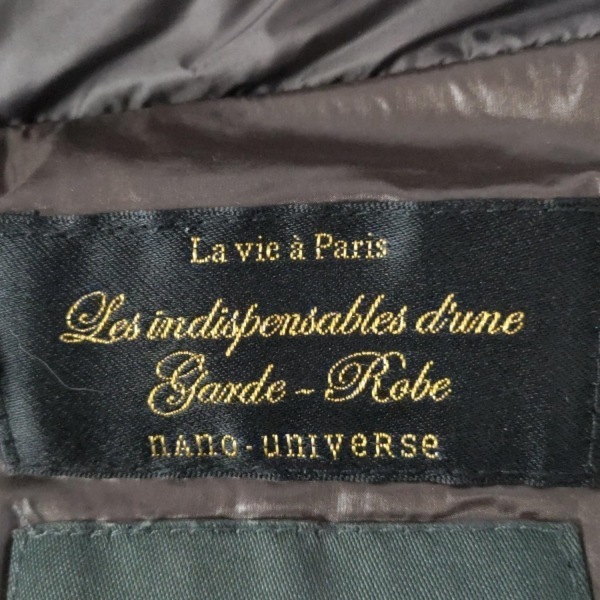 La vie à Paris
Les indispensables d'une
Garde - Robe
nAno·universe